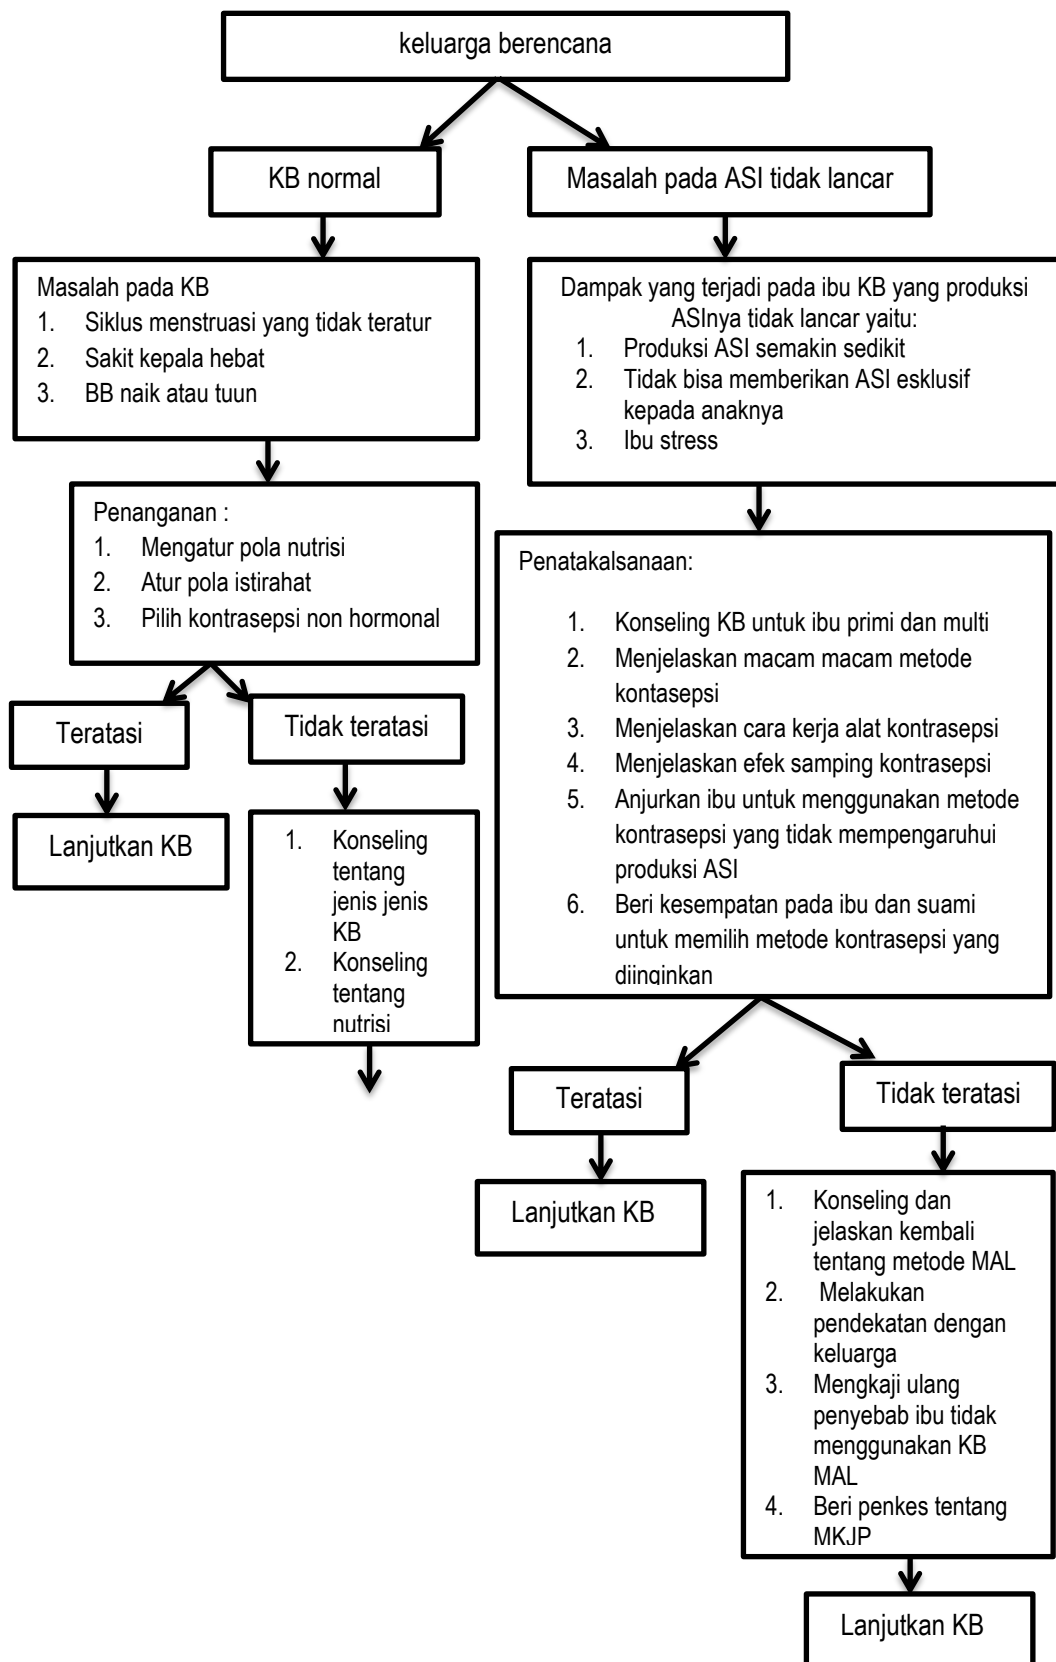 keluarga berencana
KB normal
Masalah pada ASI tidak lancar
Masalah pada KB
1. Siklus menstruasi yang tidak teratur
2. Sakit kepala hebat
3. BB naik atau tuun
Dampak yang terjadi pada ibu KB yang produksi
ASInya tidak lancar yaitu:
1. Produksi ASI semakin sedikit
2. Tidak bisa memberikan ASI esklusif
kepada anaknya
3. Ibu stress
Penanganan :
1. Mengatur pola nutrisi
2. Atur pola istirahat
3. Pilih kontrasepsi non hormonal
Penatakalsanaan:
1. Konseling KB untuk ibu primi dan multi
2. Menjelaskan macam macam metode
kontasepsi
3. Menjelaskan cara kerja alat kontrasepsi
4. Menjelaskan efek samping kontrasepsi
5. Anjurkan ibu untuk menggunakan metode
kontrasepsi yang tidak mempengaruhui
produksi ASI
6. Beri kesempatan pada ibu dan suami
untuk memilih metode kontrasepsi yang
diinginkan
Teratasi
Tidak teratasi
Lanjutkan KB
1. Konseling
tentang
jenis jenis
KB
2. Konseling
tentang
nutrisi
Teratasi
Tidak teratasi
Lanjutkan KB
1. Konseling dan
jelaskan kembali
tentang metode MAL
2. Melakukan
pendekatan dengan
keluarga
3. Mengkaji ulang
penyebab ibu tidak
menggunakan KB
MAL
4. Beri penkes tentang
MKJP
Lanjutkan KB